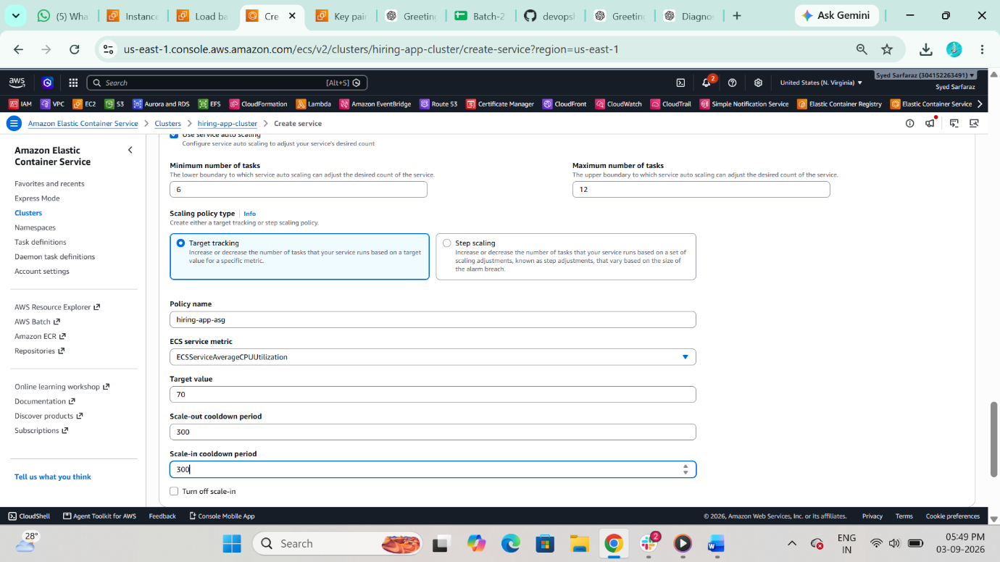 (5) Wha
Instance
Load ba
Cre
Key pair
Greeting
Batch-2
devopsl
Greeting
Diagnos
Ask Gemini
us-east-1.console.aws.amazon.com/ecs/v2/clusters/hiring-app-cluster/create-service?region=us-east-1
aws
Search
[Alt+S]
2
United States (N. Virginia) ▼
Syed Sarfaraz (304152263491) ▼
Syed Sarfaraz
IAM
VPC
EC2
S3
Aurora and RDS
EFS
CloudFormation
Lambda
Amazon EventBridge
Route 53
Certificate Manager
CloudFront
CloudWatch
CloudTrail
Simple Notification Service
Elastic Container Registry
Elastic Container Service
Amazon Elastic Container Service
Clusters
hiring-app-cluster
Create service
Amazon Elastic
Container Service
Favorites and recents
Express Mode
Clusters
Namespaces
Task definitions
Daemon task definitions
Account settings
AWS Resource Explorer
AWS Batch
Amazon ECR
Repositories
Online learning workshop
Documentation
Discover products
Subscriptions
Tell us what you think
Use service auto scaling
Configure service auto scaling to adjust your service's desired count
Minimum number of tasks
The lower boundary to which service auto scaling can adjust the desired count of the service.
6
Maximum number of tasks
The upper boundary to which service auto scaling can adjust the desired count of the service.
12
Scaling policy type
Info
Create either a target tracking or step scaling policy.
Target tracking
Increase or decrease the number of tasks that your service runs based on a target
value for a specific metric.
Step scaling
Increase or decrease the number of tasks that your service runs based on a set of
scaling adjustments, known as step adjustments, that vary based on the size of
the alarm breach.
Policy name
hiring-app-asg
ECS service metric
ECSServiceAverageCPUUtilization
Target value
70
Scale-out cooldown period
300
Scale-in cooldown period
300
Turn off scale-in
CloudShell
Agent Toolkit for AWS
Feedback
Console Mobile App
© 2026, Amazon Web Services, Inc. or its affiliates.
Privacy
Terms
Cookie preferences
28°
Search
2
ENG
IN
05:49 PM
03-09-2026